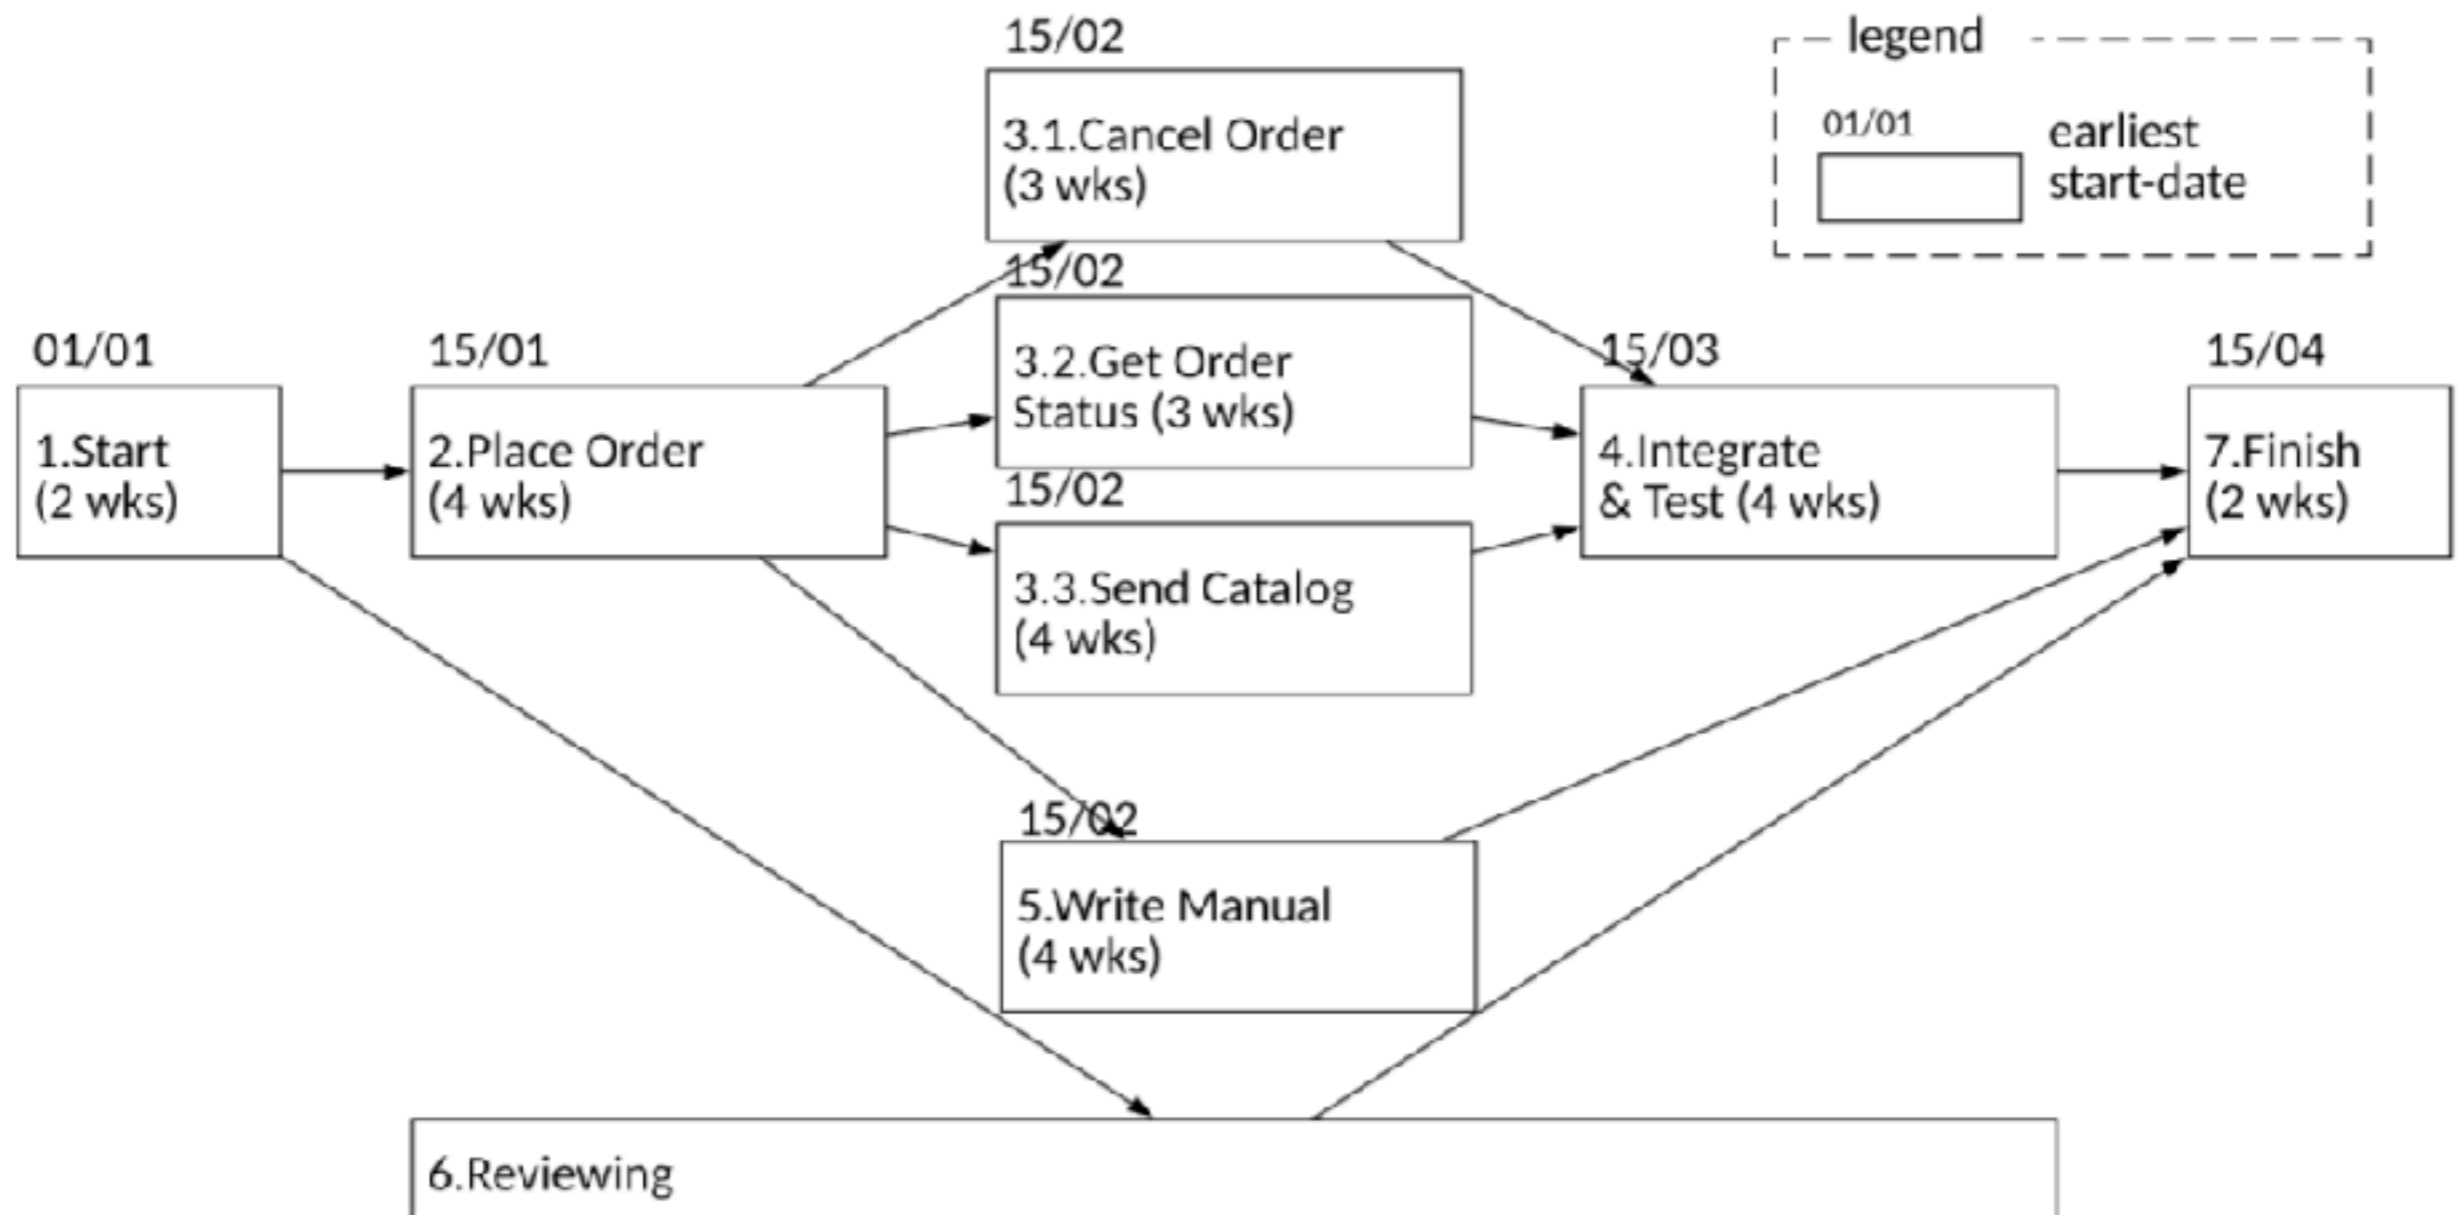 15/02
legend
3.1.Cancel Order
(3 wks)
01/01
earliest
start-date
15/02
01/01
15/01
3.2.Get Order
Status (3 wks)
15/03
15/04
1.Start
(2 wks)
2.Place Order
(4 wks)
4.Integrate
& Test (4 wks)
7.Finish
(2 wks)
15/02
3.3.Send Catalog
(4 wks)
15/02
5.Write Manual
(4 wks)
6.Reviewing